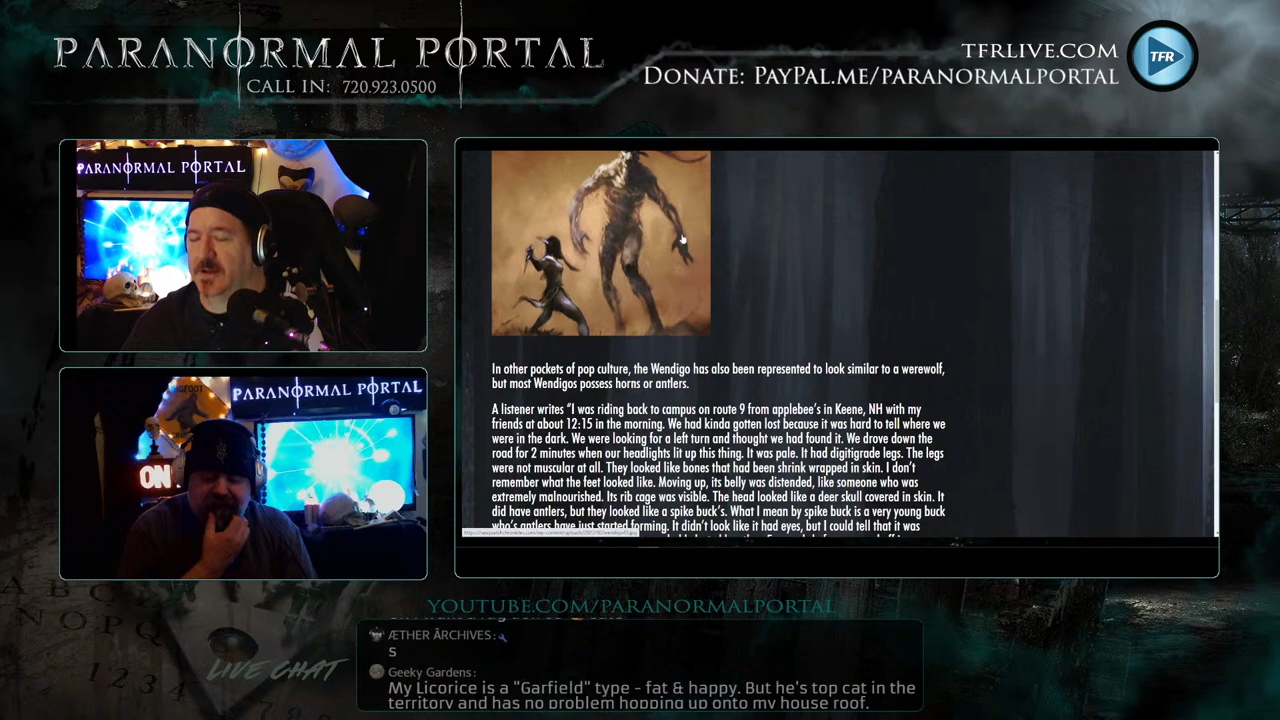 PARANORMAL PORTAL
CALL IN: 720.923.0500
TFRLIVE.COM
DONATE: PAYPAL.ME/PARANORMALPORTAL
TFR
PARANORMAL PORTAL
PARANORMAL PORTAL
ON
In other pockets of pop culture, the Wendigo has also been represented to look similar to a werewolf,
but most Wendigos possess horns or antlers.
A listener writes “I was riding back to campus on route 9 from applebee’s in Keene, NH with my
friends at about 12:15 in the morning. We had kinda gotten lost because it was hard to tell where we
were in the dark. We were looking for a left turn and thought we had found it. We drove down the
road for 2 minutes when our headlights lit up this thing. It was pale. It had digitigrade legs. The legs
were not muscular at all. They looked like bones that had been shrink wrapped in skin. I don’t
remember what the feet looked like. Moving up, its belly was distended, like someone who was
extremely malnourished. Its rib cage was visible. The head looked like a deer skull covered in skin. It
did have antlers, but they looked like a spike buck’s. What I mean by spike buck is a very young buck
who’s antlers have just started forming. It didn’t look like it had eyes, but I could tell that it was
YOUTUBE.COM/PARANORMALPORTAL
ÆTHER ĀRCHIVES:
S
Geeky Gardens:
My Licorice is a "Garfield" type - fat & happy. But he's top cat in the
territory and has no problem hopping up onto my house roof.
LIVE CHAT
A B C
N O P Q
1 2 3 4